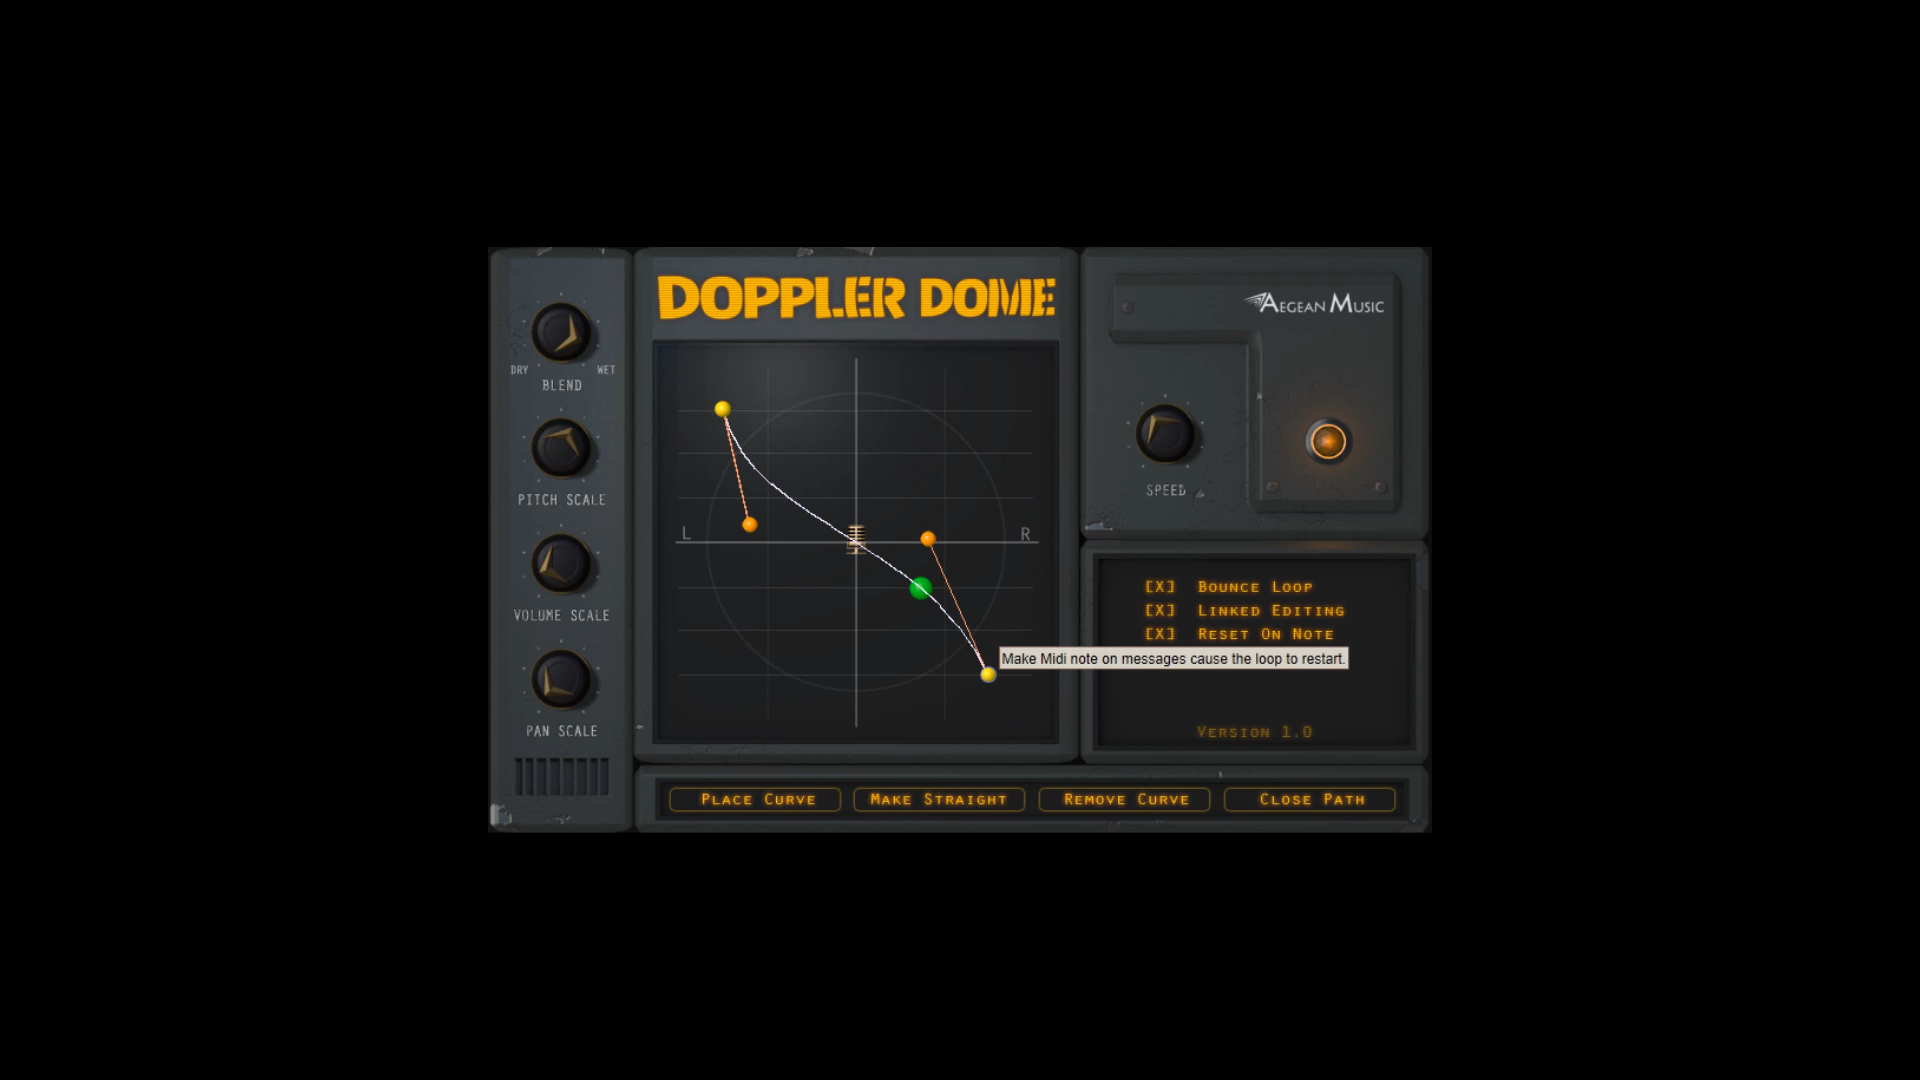 DOPPLER DOME
AEGEAN MUSIC
DRY WET
BLEND
PITCH SCALE
VOLUME SCALE
PAN SCALE
L R
SPEED
[X] BOUNCE LOOP
[X] LINKED EDITING
[X] RESET ON NOTE
Make Midi note on messages cause the loop to restart.
VERSION 1.0
PLACE CURVE
MAKE STRAIGHT
REMOVE CURVE
CLOSE PATH